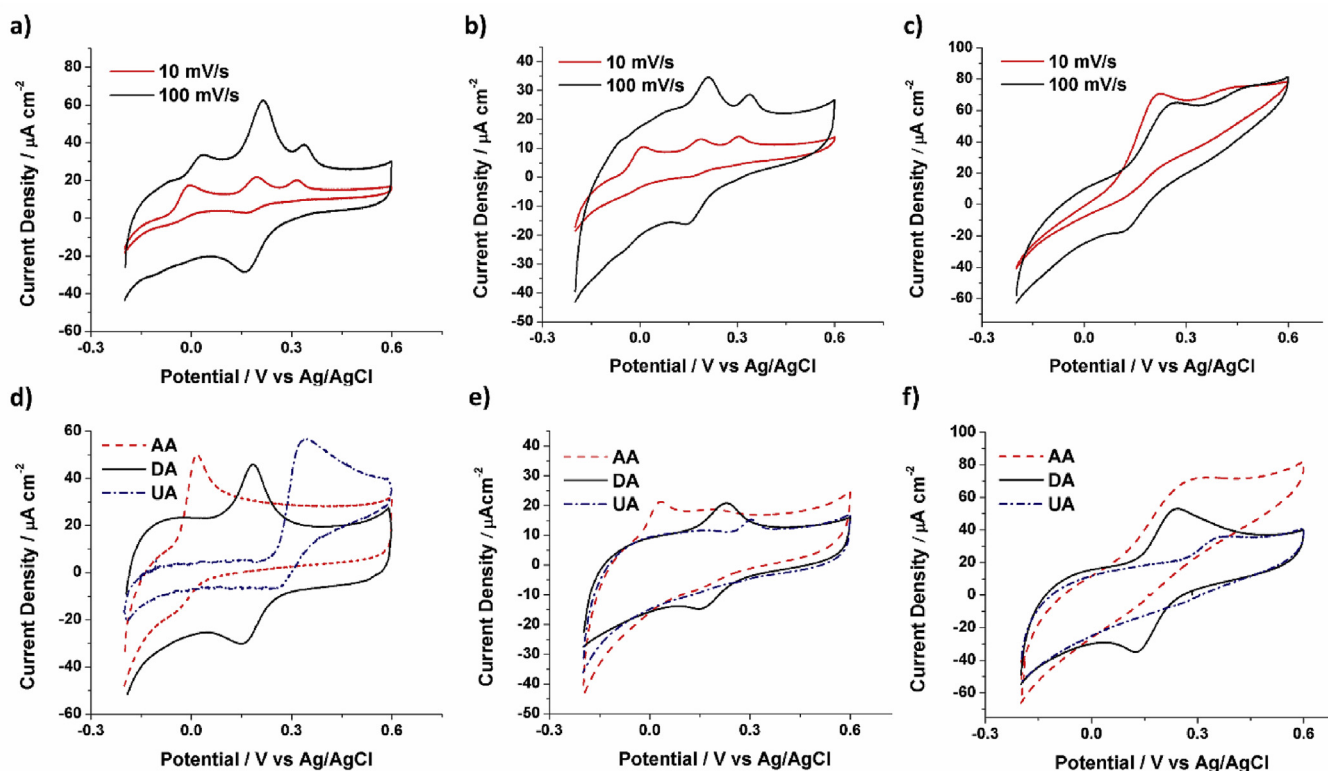 a)
10 mV/s
100 mV/s
Current Density / μA cm-2
80
60
40
20
0
-20
-40
-60
-0.3
0.0
0.3
0.6
Potential / V vs Ag/AgCl
b)
10 mV/s
100 mV/s
Current Density / μA cm-2
40
30
20
10
0
-10
-20
-30
-40
-50
-0.3
0.0
0.3
0.6
Potential / V vs Ag/AgCl
c)
10 mV/s
100 mV/s
Current Density / μA cm-2
100
80
60
40
20
0
-20
-40
-60
-0.3
0.0
0.3
0.6
Potential / V vs Ag/AgCl
d)
AA
DA
UA
Current Density / μA cm-2
60
40
20
0
-20
-40
-60
-0.3
0.0
0.3
0.6
Potential / V vs Ag/AgCl
e)
AA
DA
UA
Current Density / μAcm-2
40
30
20
10
0
-10
-20
-30
-40
-50
-0.3
0.0
0.3
0.6
Potential / V vs Ag/AgCl
f)
AA
DA
UA
Current Density / μA cm-2
100
80
60
40
20
0
-20
-40
-60
-0.3
0.0
0.3
0.6
Potential / V vs Ag/AgCl